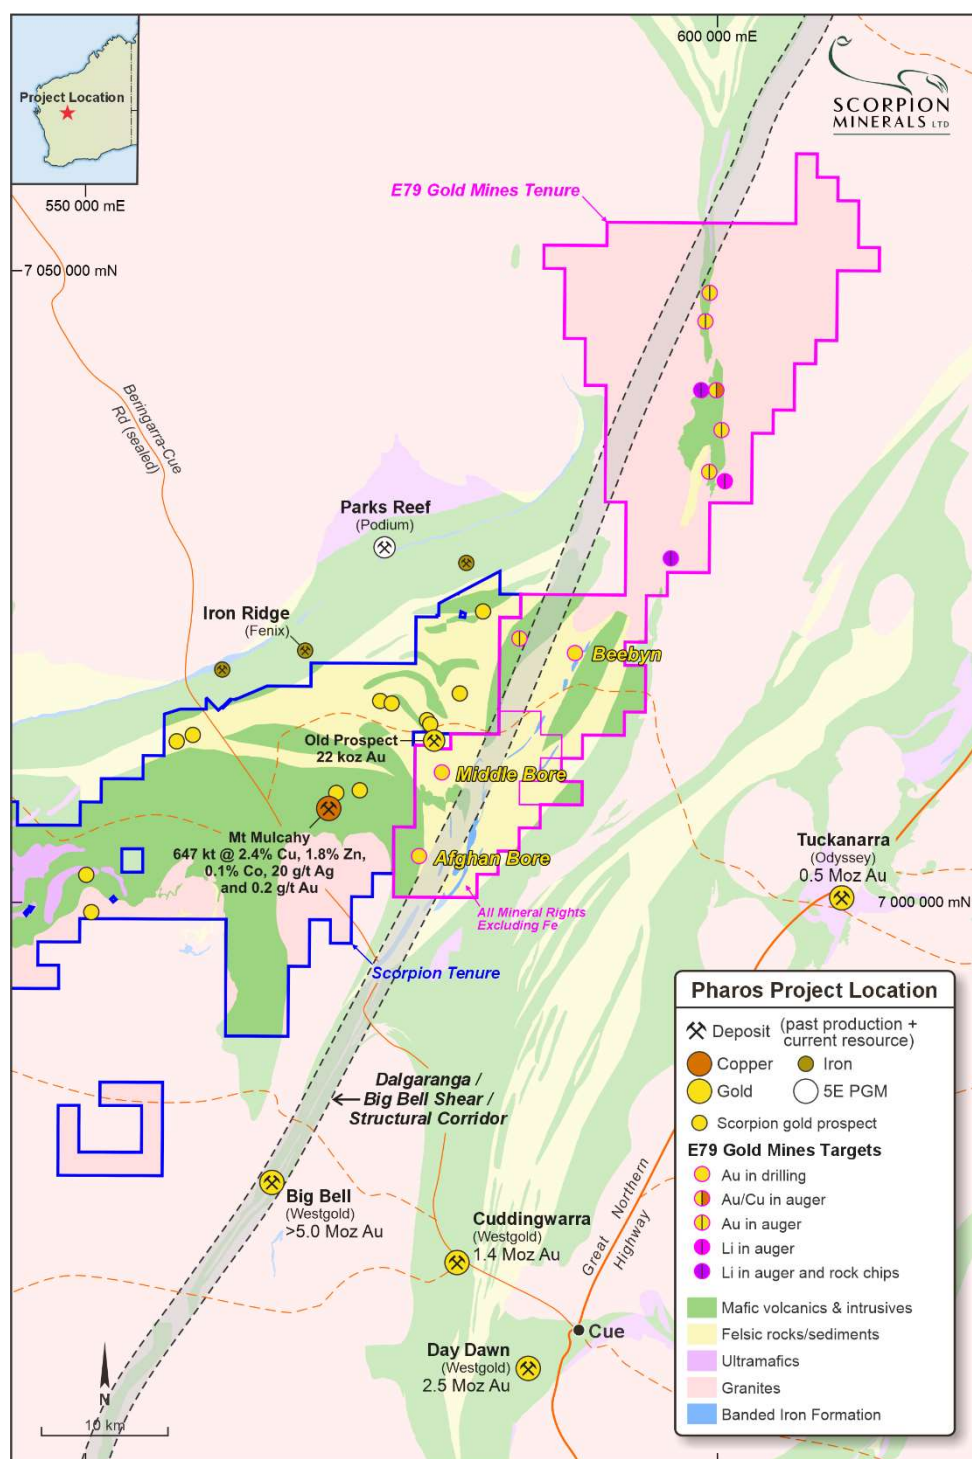 600 000 mE
SCORPION
MINERALS LTD
Project Location
550 000 mE
E79 Gold Mines Tenure
7 050 000 mN
Beringarra-Cue
Rd (sealed)
Parks Reef
(Podium)
Iron Ridge
(Fenix)
Beebyn
Old Prospect
22 koz Au
Middle Bore
Mt Mulcahy
647 kt @ 2.4% Cu, 1.8% Zn,
0.1% Co, 20 g/t Ag
and 0.2 g/t Au
Afghan Bore
Tuckanarra
(Odyssey)
0.5 Moz Au
7 000 000 mN
All Mineral Rights
Excluding Fe
Scorpion Tenure
Dalgaranga /
Big Bell Shear /
Structural Corridor
Big Bell
(Westgold)
>5.0 Moz Au
Cuddingwarra
(Westgold)
1.4 Moz Au
Great Northern
Highway
Cue
Day Dawn
(Westgold)
2.5 Moz Au
N
10 km
Pharos Project Location
Deposit (past production +
current resource)
Copper Iron
Gold 5E PGM
Scorpion gold prospect
E79 Gold Mines Targets
Au in drilling
Au/Cu in auger
Au in auger
Li in auger
Li in auger and rock chips
Mafic volcanics & intrusives
Felsic rocks/sediments
Ultramafics
Granites
Banded Iron Formation